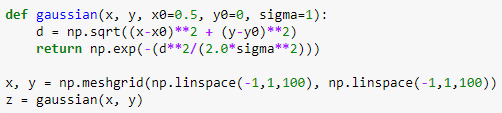 def gaussian(x, y, x0=0.5, y0=0, sigma=1):
    d = np.sqrt((x-x0)**2 + (y-y0)**2)
    return np.exp(-(d**2/(2.0*sigma**2)))

x, y = np.meshgrid(np.linspace(-1,1,100), np.linspace(-1,1,100))
z = gaussian(x, y)